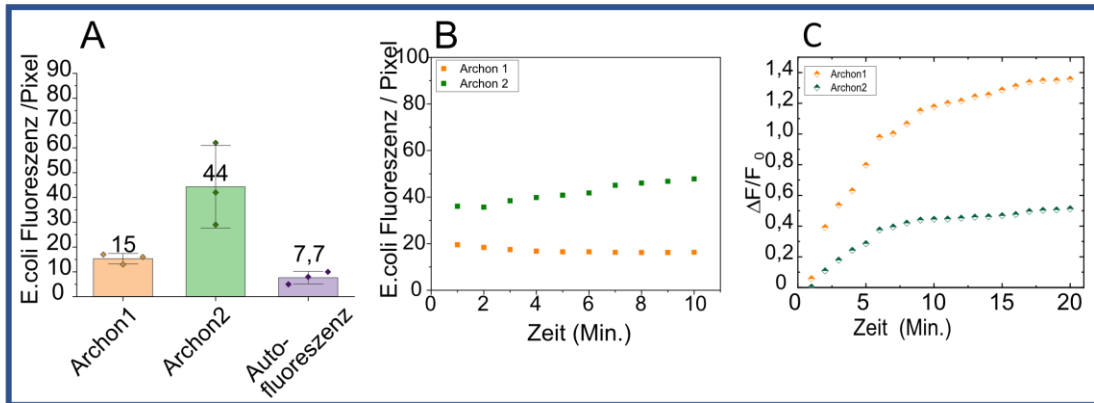 A
E.coli Fluoreszenz /Pixel
90
80
70
60
50
40
30
20
10
0
15
44
7,7
Archon1
Archon2
Auto-
fluoreszenz
B
E.coli Fluoreszenz / Pixel
100
80
60
40
20
0
Archon 1
Archon 2
0 2 4 6 8 10
Zeit (Min.)
C
ΔF/F0
1,4
1,2
1,0
0,8
0,6
0,4
0,2
0
Archon1
Archon2
0 5 10 15 20
Zeit (Min.)